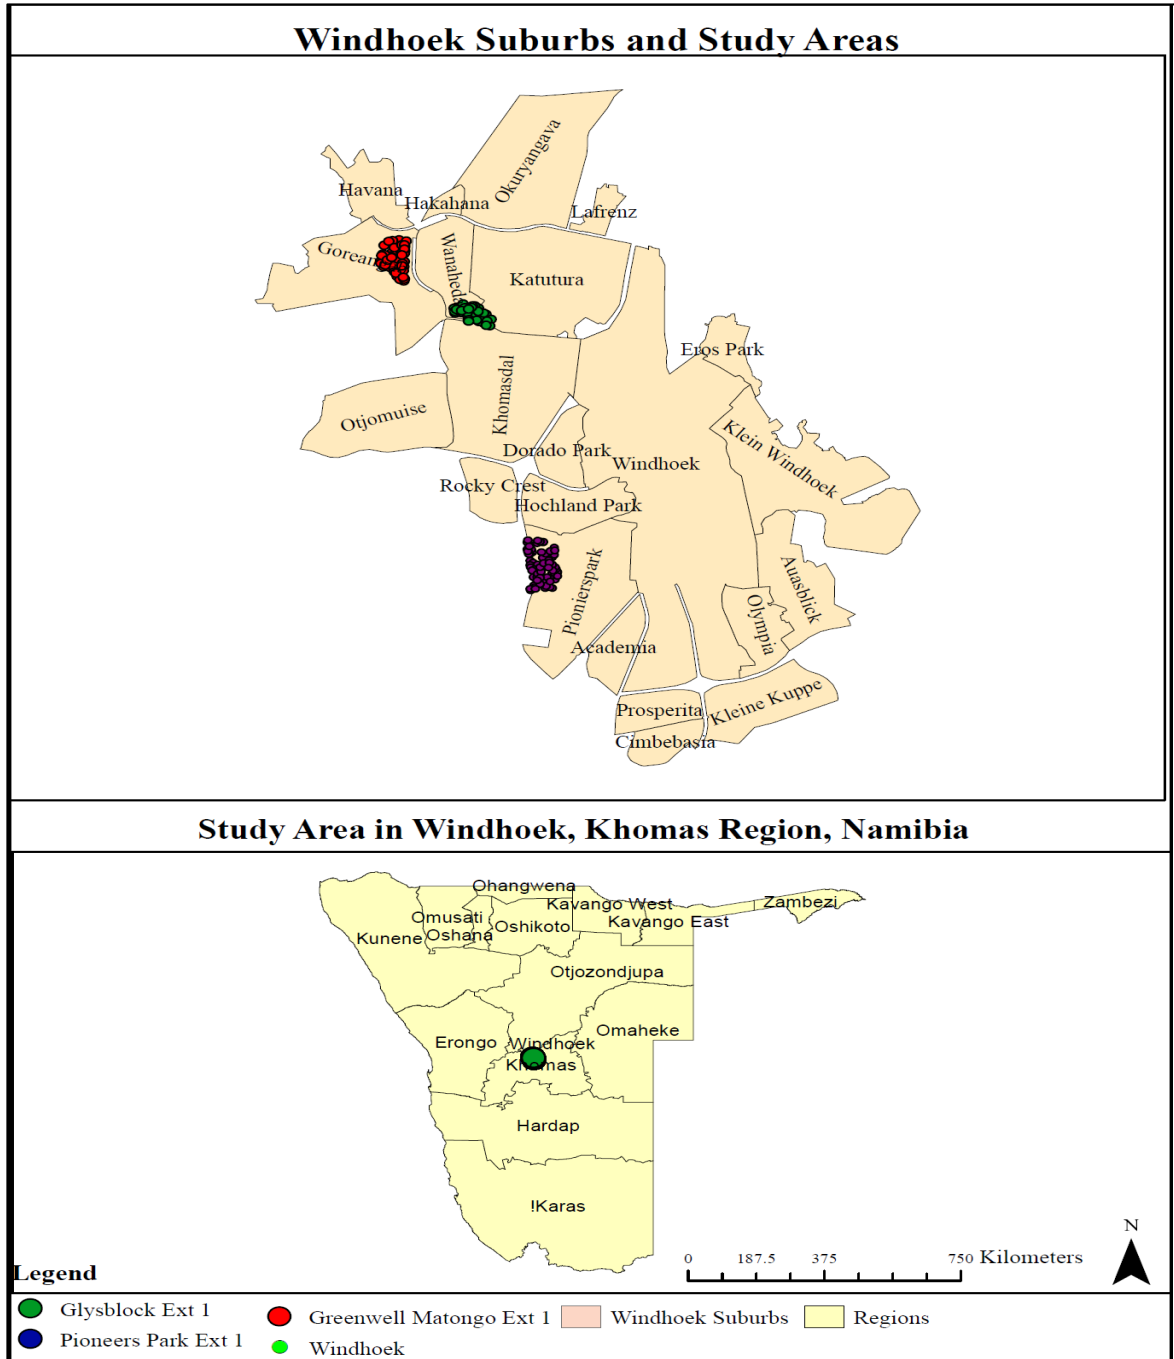 Windhoek Suburbs and Study Areas
Okuryangava
Havana
Hakahana
Lafrenz
Goreang
Wanaheda
Katutura
Eros Park
Khomasdal
Otjomuise
Klein Windhoek
Dorado Park
Windhoek
Rocky Crest
Hochland Park
Pionierspark
Auasblick
Olympia
Academia
Kleine Kuppe
Prosperita
Cimbebasia
Study Area in Windhoek, Khomas Region, Namibia
Ohangwena
Zambezi
Kavango West
Omusati
Kavango East
Oshana
Oshikoto
Kunene
Otjozondjupa
Omaheke
Erongo
Windhoek
Khomas
Hardap
!Karas
N
0 187.5 375 750 Kilometers
Legend
Glysblock Ext 1
Greenwell Matongo Ext 1
Windhoek Suburbs
Regions
Pioneers Park Ext 1
Windhoek